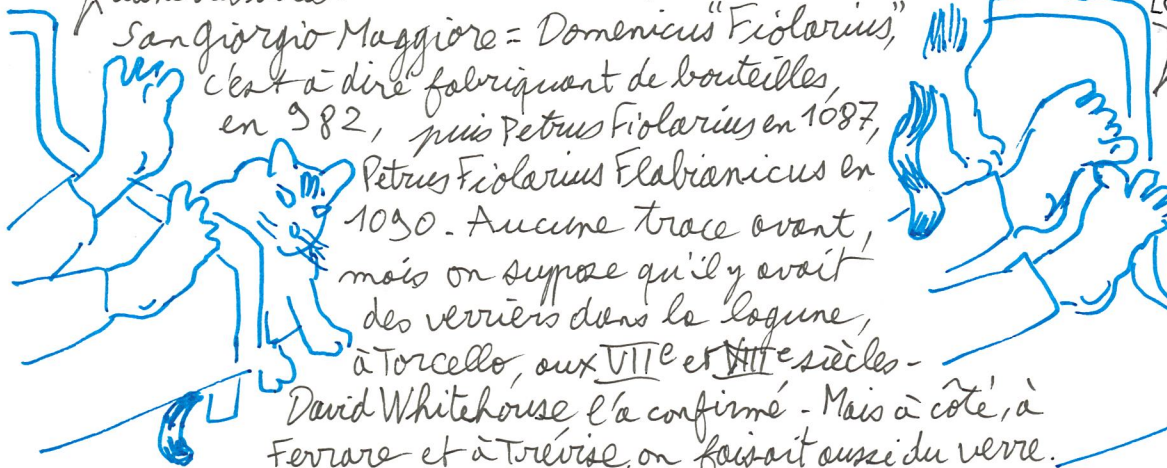 San Giorgio Maggiore = Domenicus "Fiolarius",
c'est à dire fabriquant de bouteilles,
en 982, puis Petrus Fiolarius en 1087,
Petrus Fiolarius Flabianicus en
1090. Aucune trace avant,
mais on suppose qu'il y avait
des verriers dans la lagune,
à Torcello, aux VIIe et VIIIe siècles -
David Whitehouse l'a confirmé - Mais à côté, à
Ferrare et à Trévise, on faisait aussi du verre.